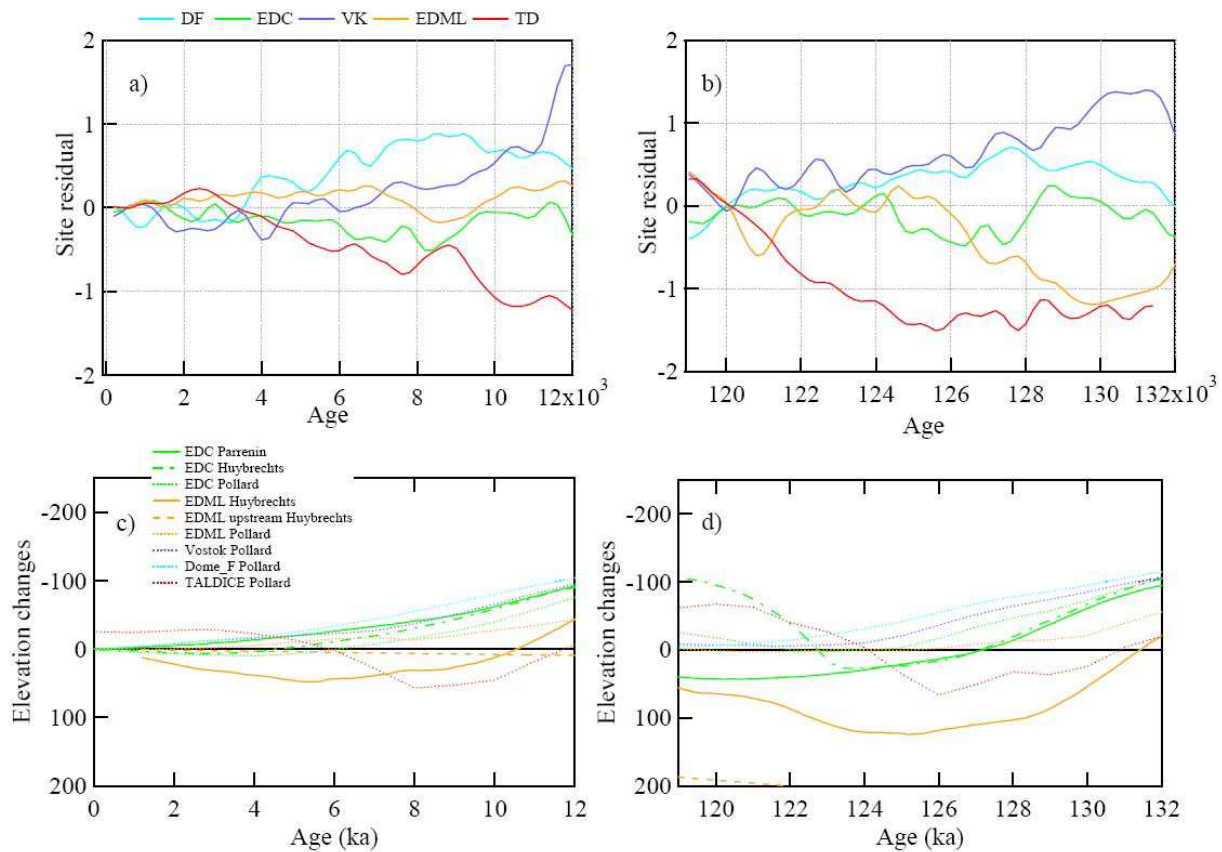 DF EDC VK EDML TD
a)
2
1
0
-1
-2
Site residual
0 2 4 6 8 10 12x10³
Age
b)
2
1
0
-1
-2
Site residual
120 122 124 126 128 130 132x10³
Age
EDC Parrenin
EDC Huybrechts
EDC Pollard
EDML Huybrechts
EDML upstream Huybrechts
EDML Pollard
Vostok Pollard
Dome_F Pollard
TALDICE Pollard
c)
-200
-100
0
100
200
Elevation changes
0 2 4 6 8 10 12
Age (ka)
d)
-200
-100
0
100
200
Elevation changes
120 122 124 126 128 130 132
Age (ka)